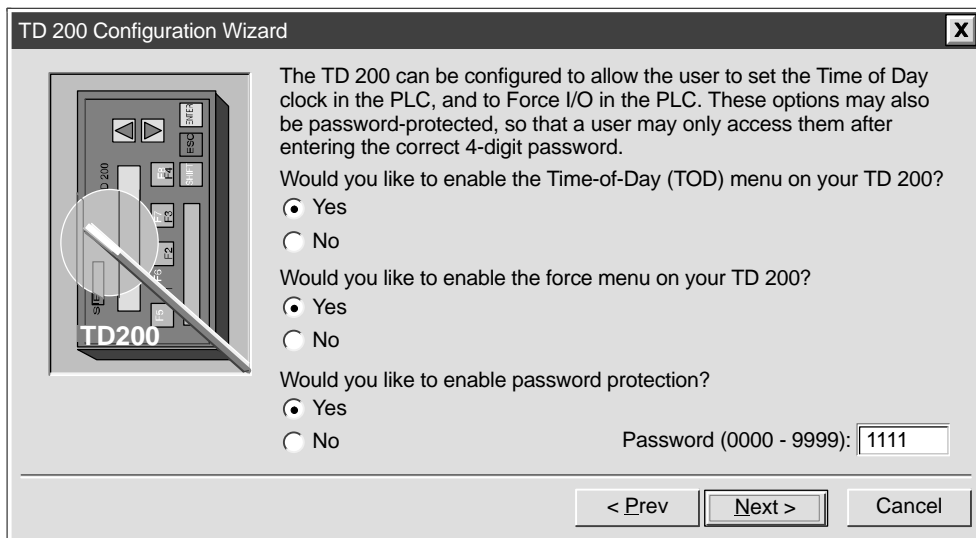 TD 200 Configuration Wizard
X
The TD 200 can be configured to allow the user to set the Time of Day
clock in the PLC, and to Force I/O in the PLC. These options may also
be password-protected, so that a user may only access them after
entering the correct 4-digit password.
Would you like to enable the Time-of-Day (TOD) menu on your TD 200?
Yes
No
Would you like to enable the force menu on your TD 200?
Yes
No
Would you like to enable password protection?
Yes
No
Password (0000 - 9999): 1111
ENTER
ESC
SHIFT
F8
F4
F7
F3
F6
F2
F5
TD200
< Prev
Next >
Cancel